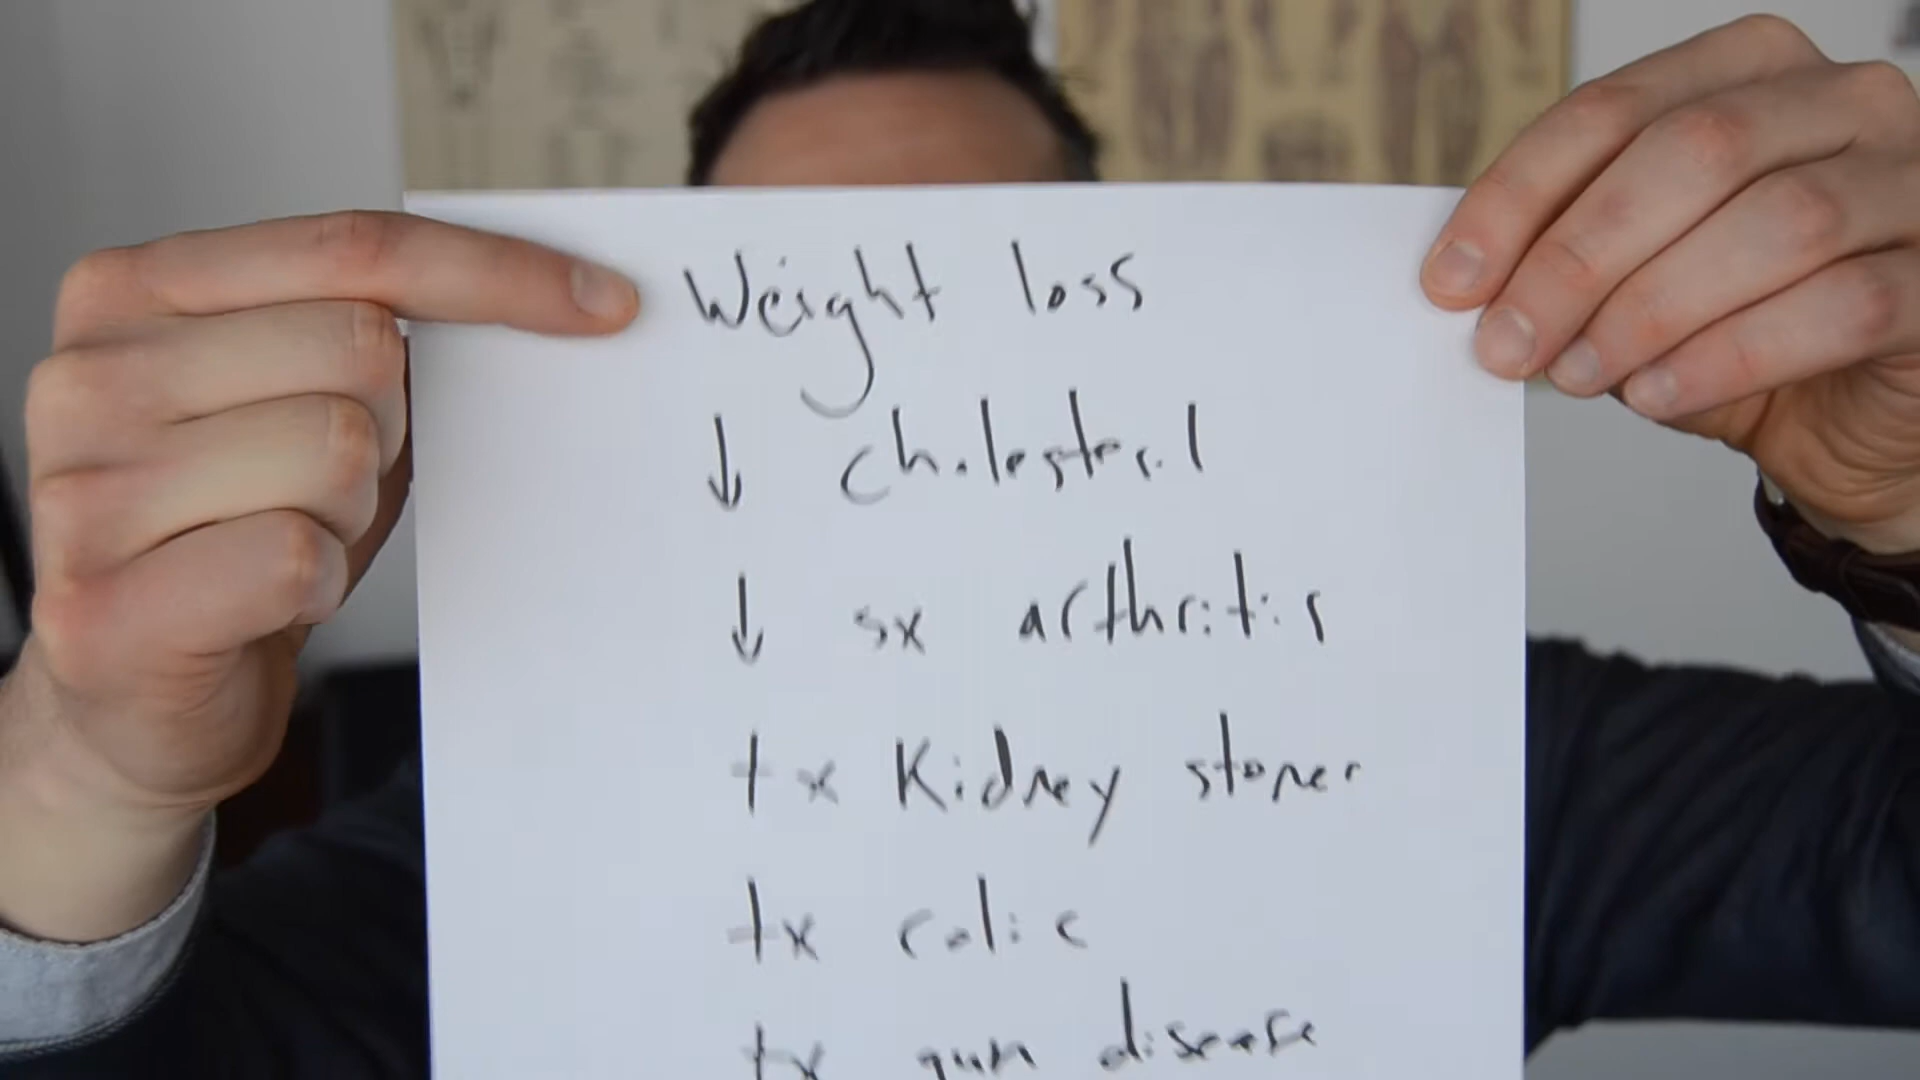 Weight loss
↓ cholesterol
↓ sx arthritis
tx Kidney stones
tx colic
tx gum disease